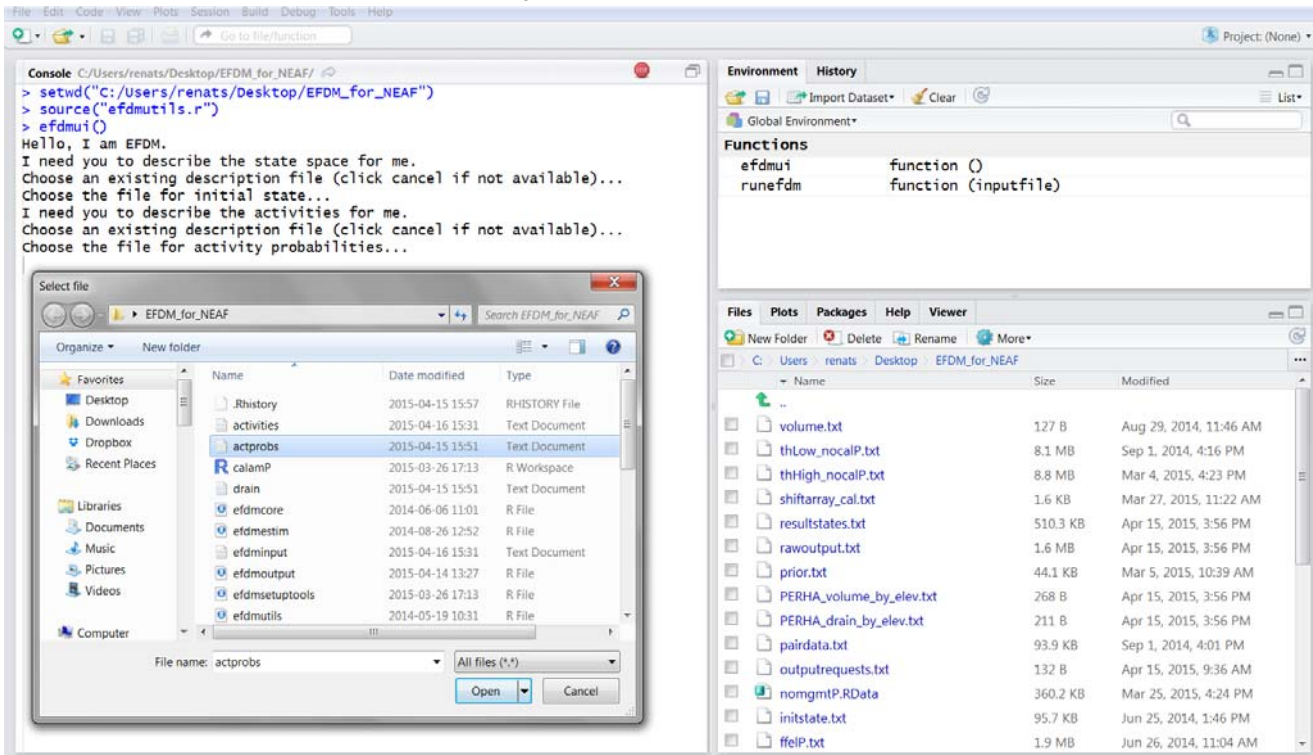 File Edit Code View Plots Session Build Debug Tools Help
Go to file/function
Project: (None)
Console C:/Users/renats/Desktop/EFDM_for_NEAF/
> setwd("C:/Users/renats/Desktop/EFDM_for_NEAF")
> source("efdmutils.r")
> efdmui()
Hello, I am EFDM.
I need you to describe the state space for me.
Choose an existing description file (click cancel if not available)...
Choose the file for initial state...
I need you to describe the activities for me.
Choose an existing description file (click cancel if not available)...
Choose the file for activity probabilities...
Select file
EFDM_for_NEAF
Search EFDM_for_NEAF
Organize New folder
Favorites
Desktop
Downloads
Dropbox
Recent Places
Libraries
Documents
Music
Pictures
Videos
Computer
Name Date modified Type
.Rhistory 2015-04-15 15:57 RHISTORY File
activities 2015-04-16 15:31 Text Document
actprobs 2015-04-15 15:51 Text Document
calamP 2015-03-26 17:13 R Workspace
drain 2015-04-15 15:51 Text Document
efdmcore 2014-06-06 11:01 R File
efdmestim 2014-08-26 12:52 R File
efdminput 2015-04-16 15:31 Text Document
efdmoutput 2015-04-14 13:27 R File
efdmsetuptools 2015-03-26 17:13 R File
efdmutils 2014-05-19 10:31 R File
File name: actprobs All files (*.*)
Open Cancel
Environment History
Import Dataset Clear List
Global Environment
Functions
efdmui function ()
runefdm function (inputfile)
Files Plots Packages Help Viewer
New Folder Delete Rename More
C: Users renats Desktop EFDM_for_NEAF
Name Size Modified
..
volume.txt 127 B Aug 29, 2014, 11:46 AM
thLow_nocalP.txt 8.1 MB Sep 1, 2014, 4:16 PM
thHigh_nocalP.txt 8.8 MB Mar 4, 2015, 4:23 PM
shiftarray_cal.txt 1.6 KB Mar 27, 2015, 11:22 AM
resultstates.txt 510.3 KB Apr 15, 2015, 3:56 PM
rawoutput.txt 1.6 MB Apr 15, 2015, 3:56 PM
prior.txt 44.1 KB Mar 5, 2015, 10:39 AM
PERHA_volume_by_elev.txt 268 B Apr 15, 2015, 3:56 PM
PERHA_drain_by_elev.txt 211 B Apr 15, 2015, 3:56 PM
pairdata.txt 93.9 KB Sep 1, 2014, 4:01 PM
outputrequests.txt 132 B Apr 15, 2015, 9:36 AM
nomgmtP.RData 360.2 KB Mar 25, 2015, 4:24 PM
initstate.txt 95.7 KB Jun 25, 2014, 1:46 PM
ffelP.txt 1.9 MB Jun 26, 2014, 11:04 AM